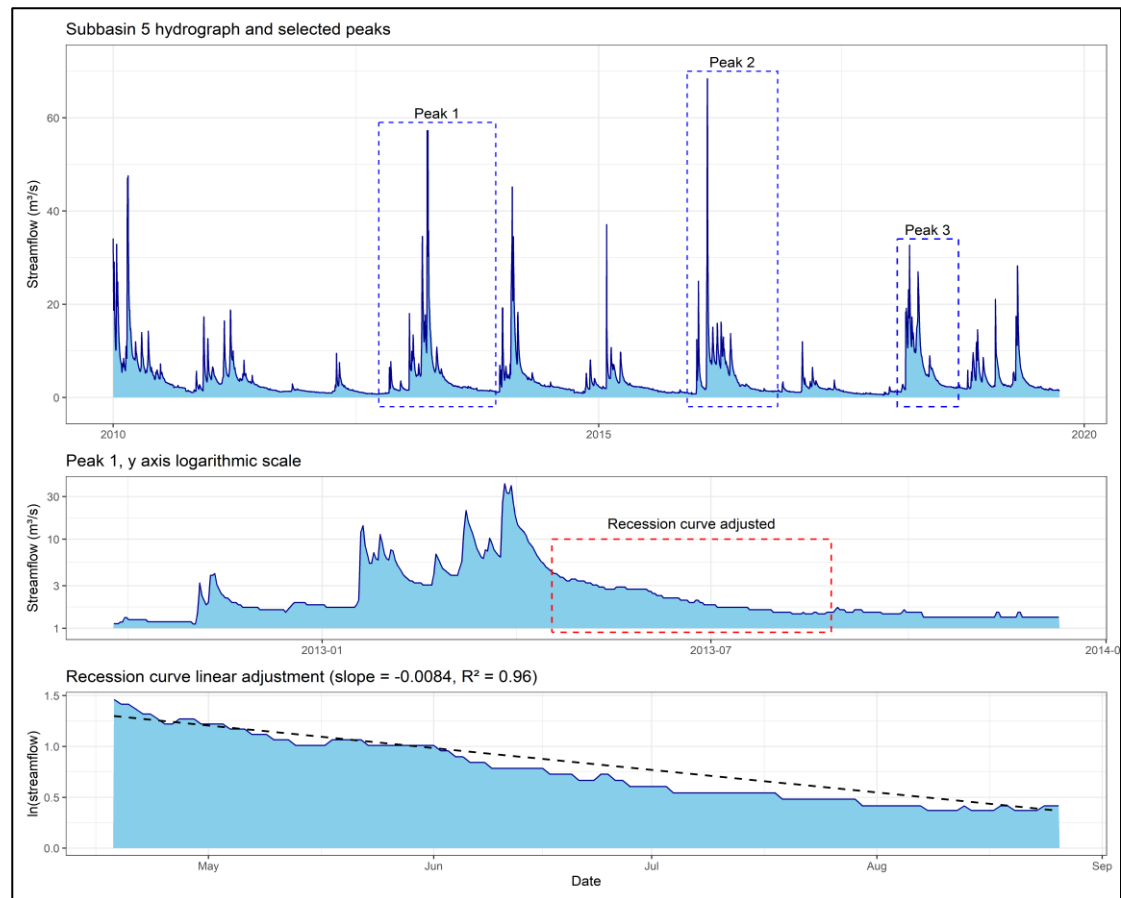 Subbasin 5 hydrograph and selected peaks
Streamflow (m³/s)
60
40
20
0
Peak 1
Peak 2
Peak 3
2010
2015
2020
Peak 1, y axis logarithmic scale
Streamflow (m³/s)
30
10
3
1
Recession curve adjusted
2013-01
2013-07
2014-0
Recession curve linear adjustment (slope = -0.0084, R² = 0.96)
ln(streamflow)
1.5
1.0
0.5
0.0
May
Jun
Jul
Aug
Sep
Date